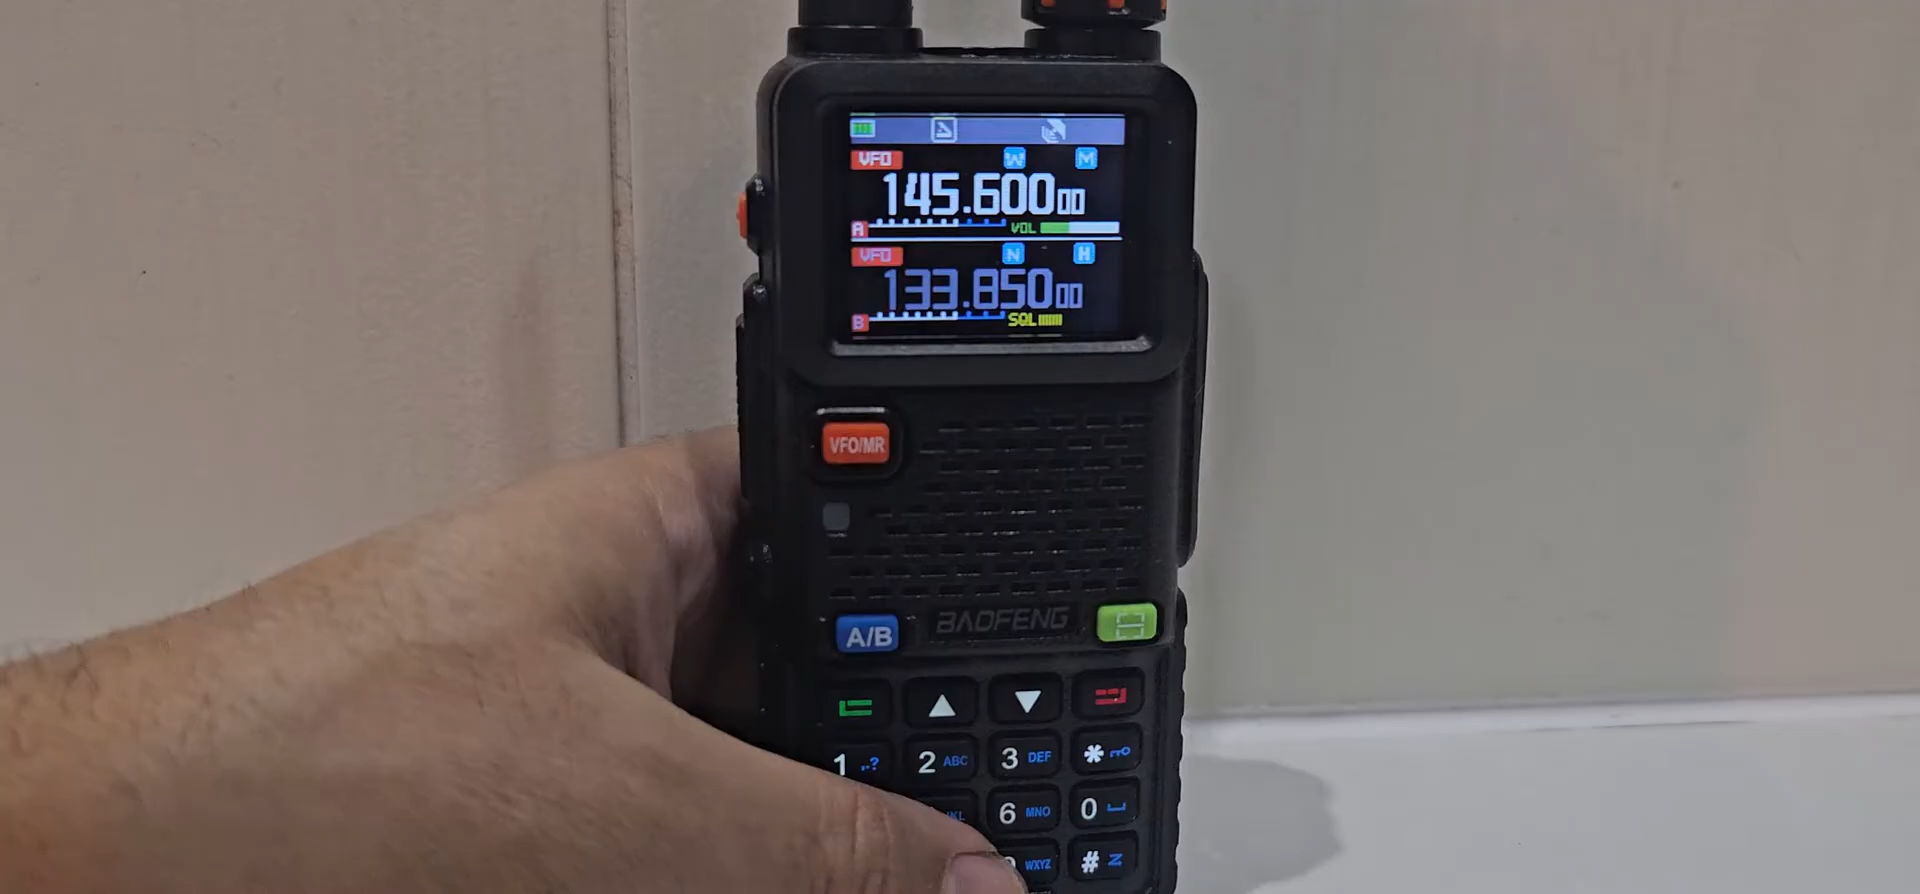 VFO W M
145.60000
A VOL
VFO N H
133.85000
B SQL
VFO/MR
A/B BAOFENG
1 ..? 2 ABC 3 DEF *
6 MNO 0
WXYZ #